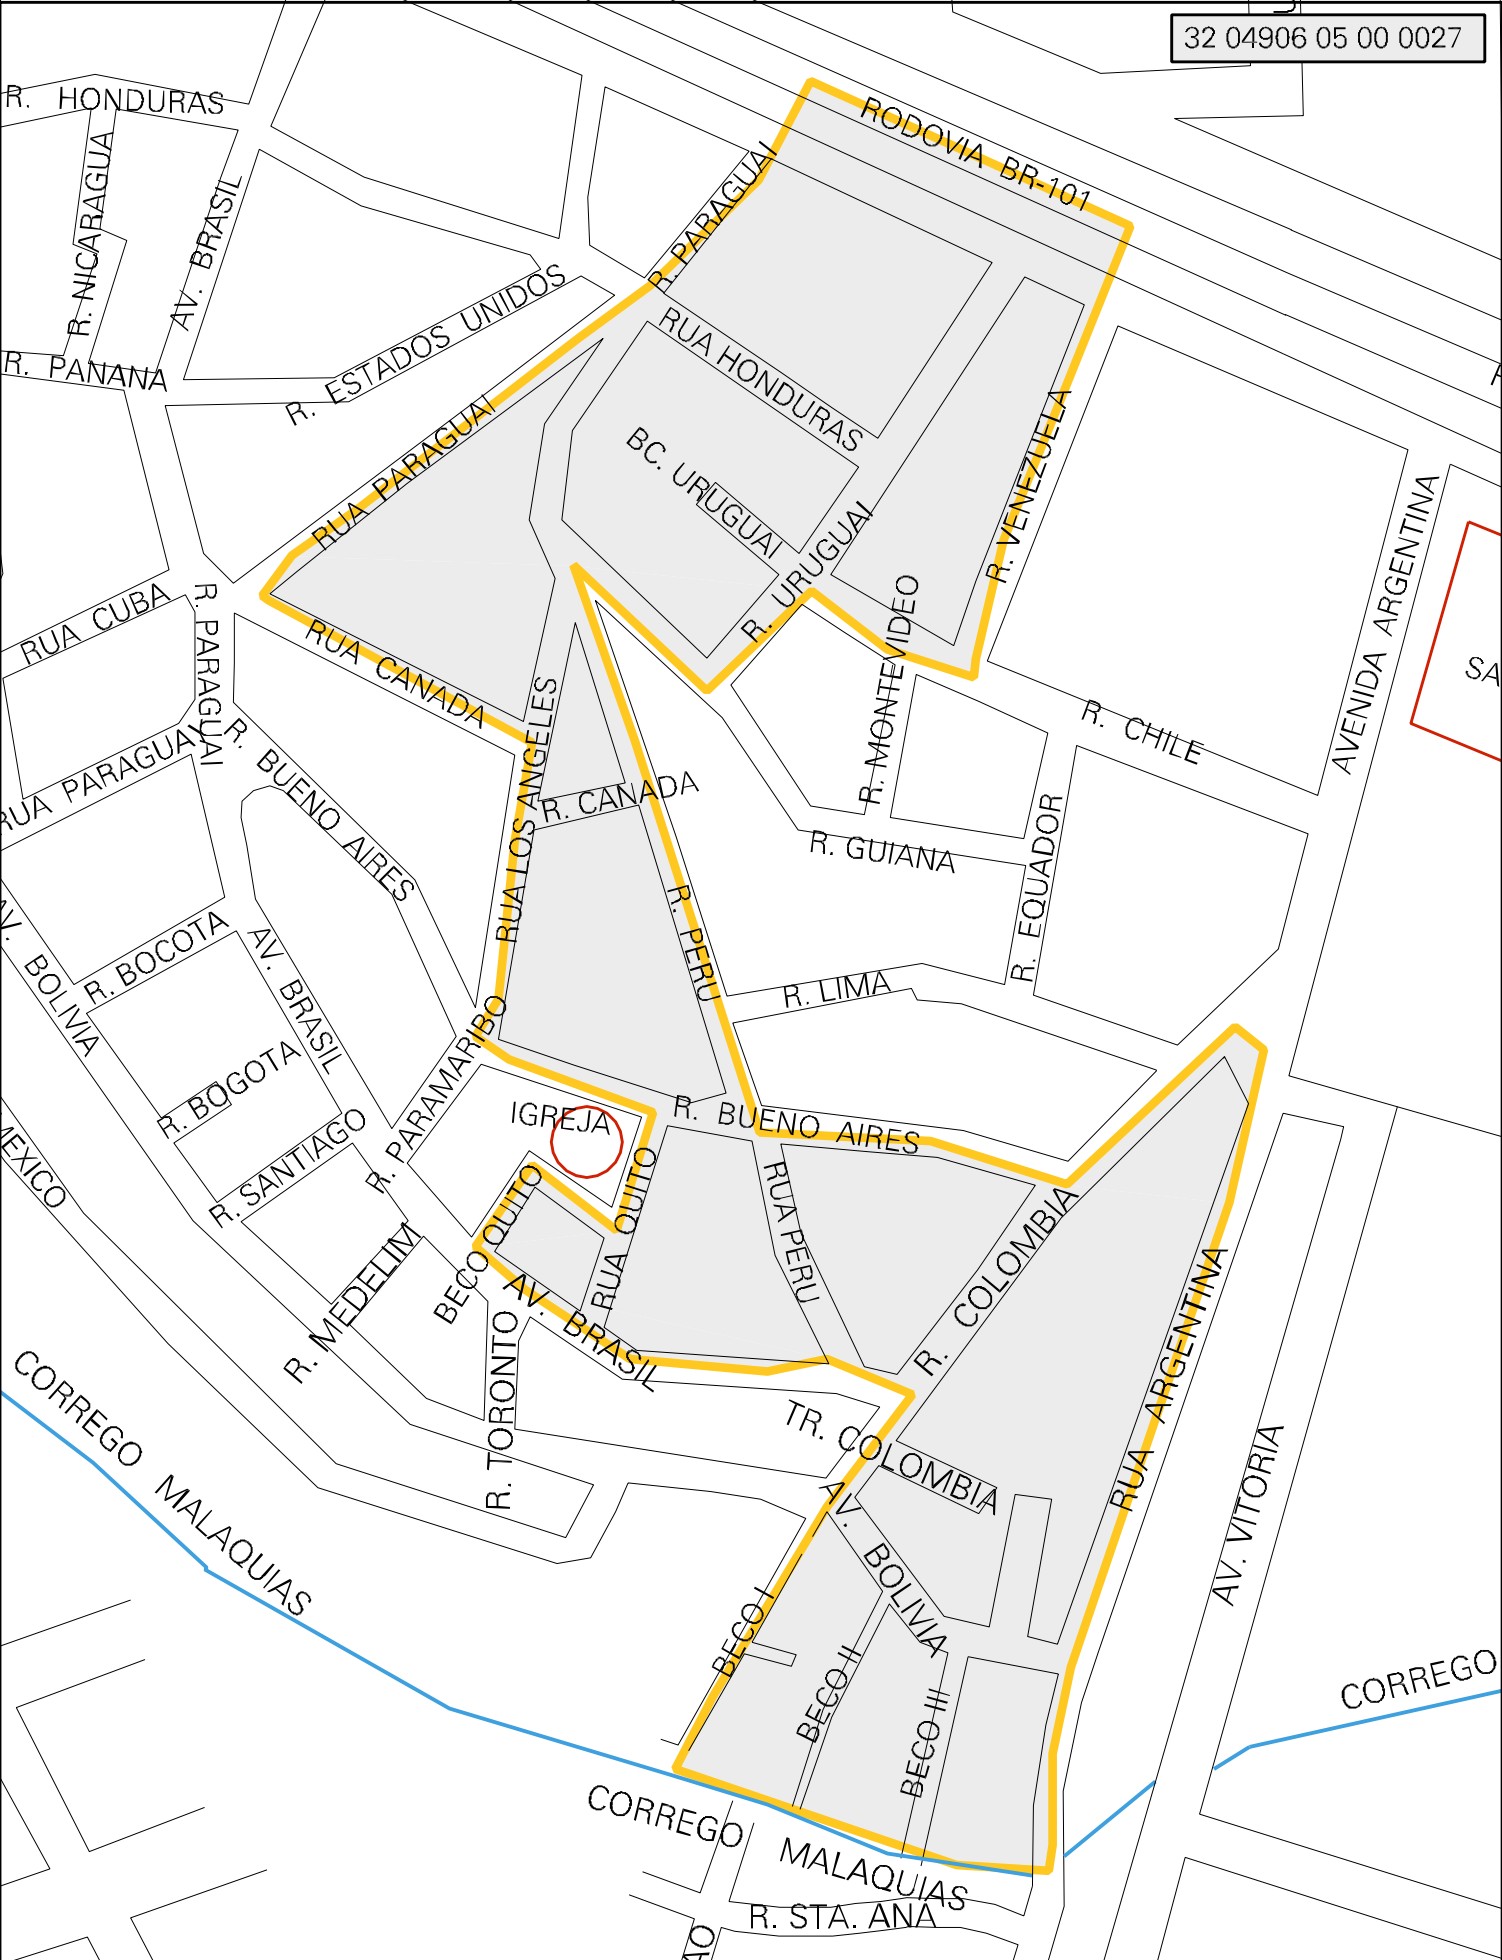 32 04906 05 00 0027
R. HONDURAS
RODOVIA BR-101
R. NICARAGUA
AV. BRASIL
R. PARAGUAI
R. ESTADOS UNIDOS
R. PANANA
RUA HONDURAS
RUA PARAGUAI
BC. URUGUAI
R. URUGUAI
R. VENEZUELA
AVENIDA ARGENTINA
RUA CUBA
R. PARAGUAI
RUA CANADA
R. MONTEVIDEO
SA
R. CHILE
RUA PARAGUAY
R. BUENO AIRES
RUA LOS ANGELES
R. CANADA
R. GUIANA
R. EQUADOR
AV. BOLIVIA
R. BOCOTA
AV. BRASIL
R. PERU
R. LIMA
R. BOGOTA
R. PARAMARIBO
IGREJA
R. BUENO AIRES
MEXICO
R. SANTIAGO
RUA QUITO
RUA PERU
R. COLOMBIA
BECO QUITO
R. MEDELIM
AV. BRASIL
RUA ARGENTINA
R. TORONTO
CORREGO MALAQUIAS
TR. COLOMBIA
AV. VITORIA
AV. BOLIVIA
BECO I
BECO II
BECO III
CORREGO
CORREGO MALAQUIAS
R. STA. ANA
AO